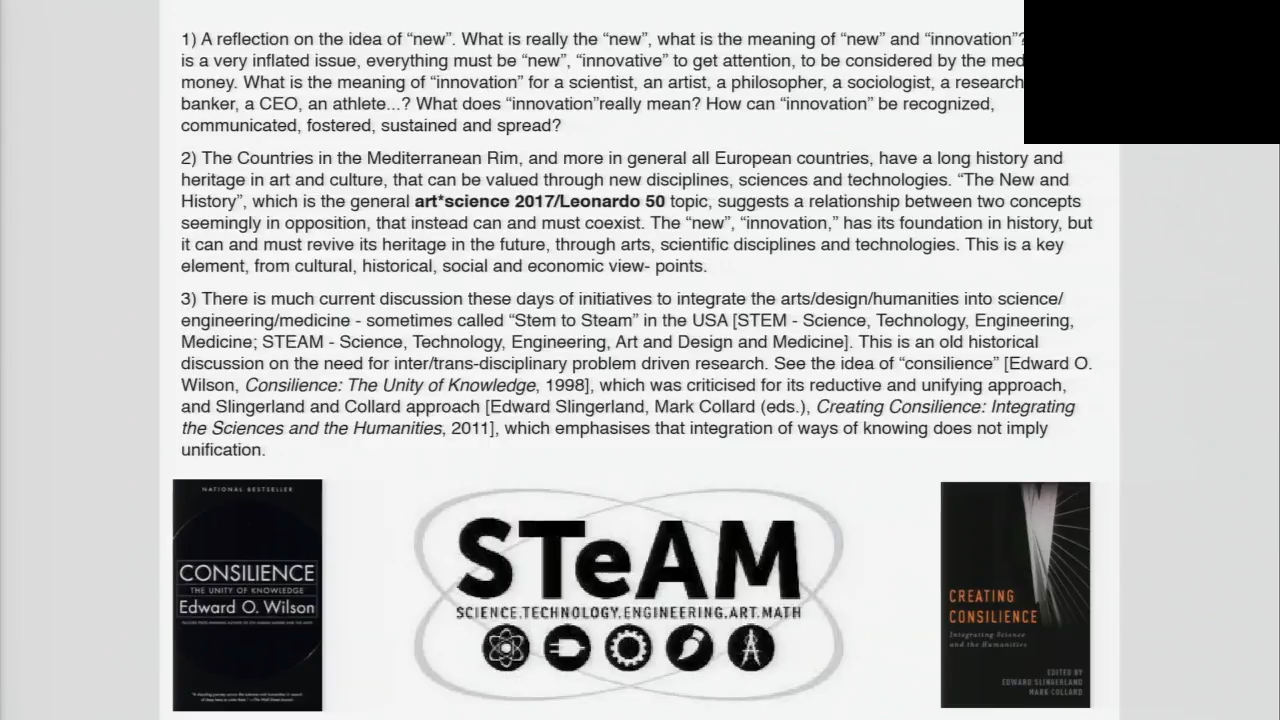 1) A reflection on the idea of “new”. What is really the “new”, what is the meaning of “new” and “innovation”?
is a very inflated issue, everything must be “new”, “innovative” to get attention, to be considered by the
money. What is the meaning of “innovation” for a scientist, an artist, a philosopher, a sociologist, a
banker, a CEO, an athlete...? What does “innovation”really mean? How can “innovation” be recognized,
communicated, fostered, sustained and spread?
2) The Countries in the Mediterranean Rim, and more in general all European countries, have a long history and
heritage in art and culture, that can be valued through new disciplines, sciences and technologies. “The New and
History”, which is the general art*science 2017/Leonardo 50 topic, suggests a relationship between two concepts
seemingly in opposition, that instead can and must coexist. The “new”, “innovation,” has its foundation in history, but
it can and must revive its heritage in the future, through arts, scientific disciplines and technologies. This is a key
element, from cultural, historical, social and economic view- points.
3) There is much current discussion these days of initiatives to integrate the arts/design/humanities into science/
engineering/medicine - sometimes called “Stem to Steam” in the USA [STEM - Science, Technology, Engineering,
Medicine; STEAM - Science, Technology, Engineering, Art and Design and Medicine]. This is an old historical
discussion on the need for inter/trans-disciplinary problem driven research. See the idea of “consilience” [Edward O.
Wilson, Consilience: The Unity of Knowledge, 1998], which was criticised for its reductive and unifying approach,
and Slingerland and Collard approach [Edward Slingerland, Mark Collard (eds.), Creating Consilience: Integrating
the Sciences and the Humanities, 2011], which emphasises that integration of ways of knowing does not imply
unification.
NATIONAL BESTSELLER
CONSILIENCE
THE UNITY OF KNOWLEDGE
Edward O. Wilson
STeAM
SCIENCE.TECHNOLOGY.ENGINEERING.ART.MATH
CREATING
CONSILIENCE
Integrating Science
and the Humanities
EDITED BY
EDWARD SLINGERLAND
MARK COLLARD